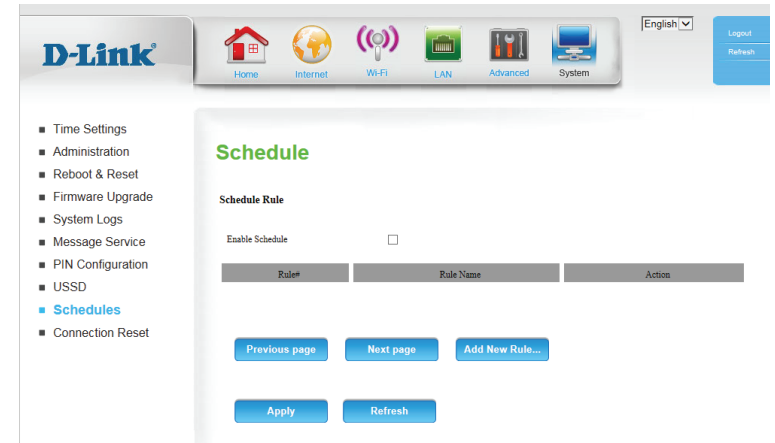 D-Link
Home
Internet
Wi-Fi
LAN
Advanced
System
English
Logout
Refresh
Time Settings
Administration
Reboot & Reset
Firmware Upgrade
System Logs
Message Service
PIN Configuration
USSD
Schedules
Connection Reset
Schedule
Schedule Rule
Enable Schedule
Rule# Rule Name Action
Previous page Next page Add New Rule...
Apply Refresh